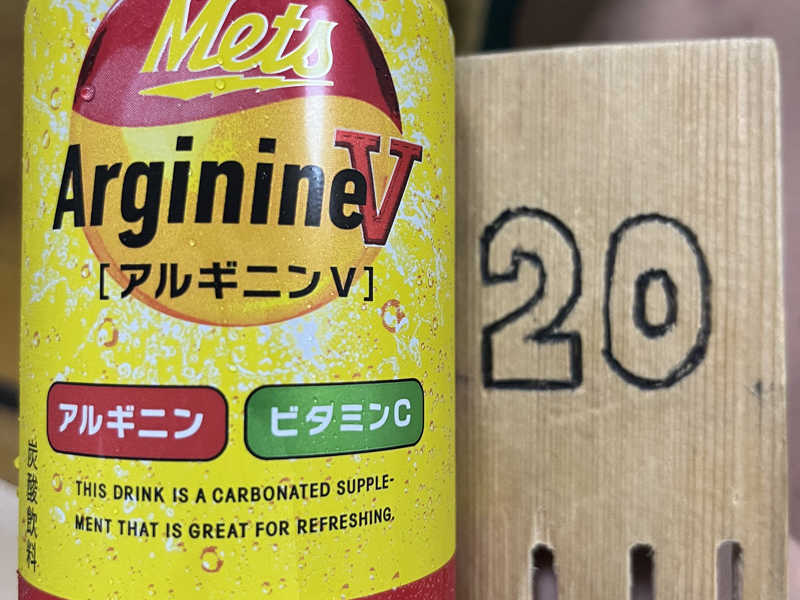 Mets
ArginineV
[アルギニンV]
アルギニン
ビタミンC
THIS DRINK IS A CARBONATED SUPPLE-
MENT THAT IS GREAT FOR REFRESHING.
炭酸飲料
20